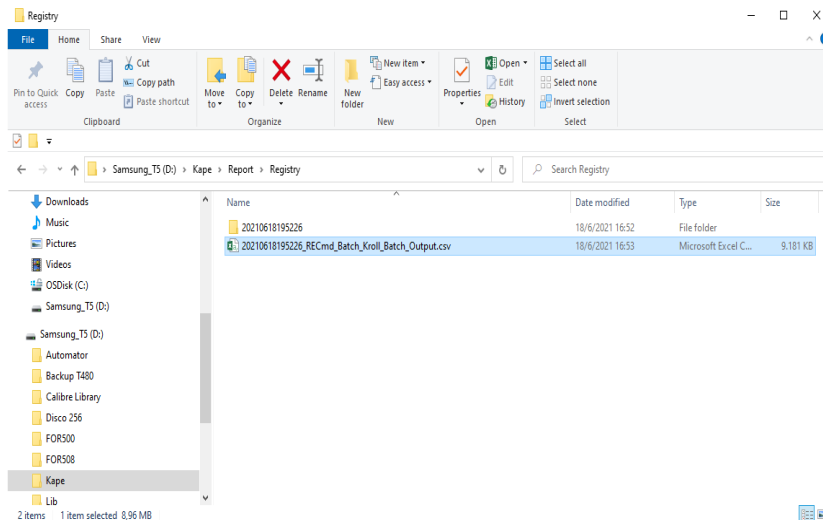 Registry
File Home Share View
Pin to Quick access
Copy
Paste
Cut
Copy path
Paste shortcut
Clipboard
Move to
Copy to
Delete
Rename
Organize
New folder
New item
Easy access
New
Properties
Open
Edit
History
Open
Select all
Select none
Invert selection
Select
Samsung_T5 (D:) > Kape > Report > Registry
Search Registry
Name Date modified Type Size
20210618195226 18/6/2021 16:52 File folder
20210618195226_RECmd_Batch_Kroll_Batch_Output.csv 18/6/2021 16:53 Microsoft Excel C... 9.181 KB
Downloads
Music
Pictures
Videos
OSDisk (C:)
Samsung_T5 (D:)
Samsung_T5 (D:)
Automator
Backup T480
Calibre Library
Disco 256
FOR500
FOR508
Kape
Lib
2 items 1 item selected 8,96 MB